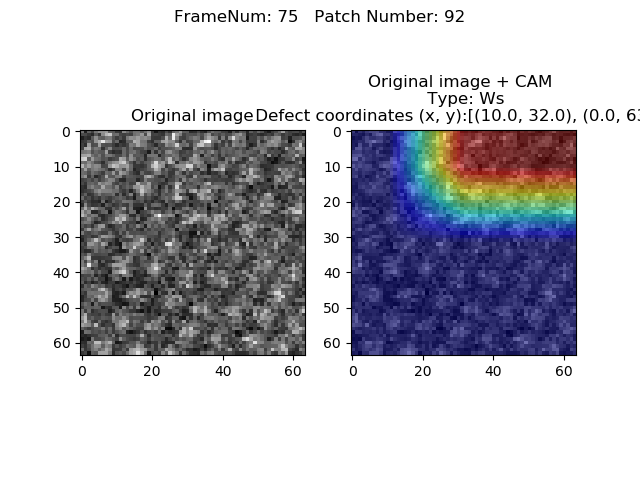 FrameNum: 75   Patch Number: 92
Original image
Original image + CAM
Type: Ws
Defect coordinates (x, y):[(10.0, 32.0), (0.0, 63
0
10
20
30
40
50
60
0 20 40 60
0
10
20
30
40
50
60
0 20 40 60